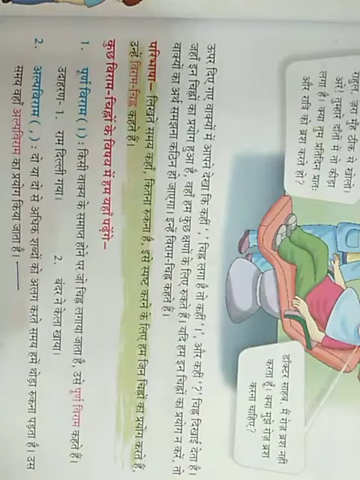 राहुल, ज़रा मुँह ठीक से खोलो।
अरे! तुम्हारे दाँतों में तो कीड़ा
लगा है। क्या तुम प्रतिदिन प्रातः
और रात्रि को ब्रश करते हो?
डॉक्टर साहब, मैं रोज़ ब्रश नहीं
करता हूँ। क्या मुझे रोज़ ब्रश
करना चाहिए?
ऊपर दिए गए वाक्यों में आपने देखा कि कहीं ',' चिह्न लगा है तो कहीं '।', और कहीं '?' चिह्न दिखाई देता है।
जहाँ इन चिह्नों का प्रयोग हुआ है, वहाँ हम कुछ क्षणों के लिए रुकते हैं। यदि हम इन चिह्नों का प्रयोग न करें, तो
वाक्यों का अर्थ समझना कठिन हो जाएगा। इन्हें विराम-चिह्न कहते हैं।
परिभाषा– लिखते समय कहाँ, कितना रुकना है, इसे स्पष्ट करने के लिए हम जिन चिह्नों का प्रयोग करते हैं,
उन्हें विराम-चिह्न कहते हैं।
कुछ विराम-चिह्नों के विषय में हम यहाँ पढ़ेंगे–
1. पूर्ण विराम ( । ) : किसी वाक्य के समाप्त होने पर जो चिह्न लगाया जाता है, उसे पूर्ण विराम कहते हैं।
उदाहरण- 1. राम दिल्ली गया। 2. बंदर ने केला खाया।
2. अल्पविराम ( , ) : दो या दो से अधिक शब्दों को अलग करते समय हमें थोड़ा रुकना पड़ता है। उस
समय वहाँ अल्पविराम का प्रयोग किया जाता है।